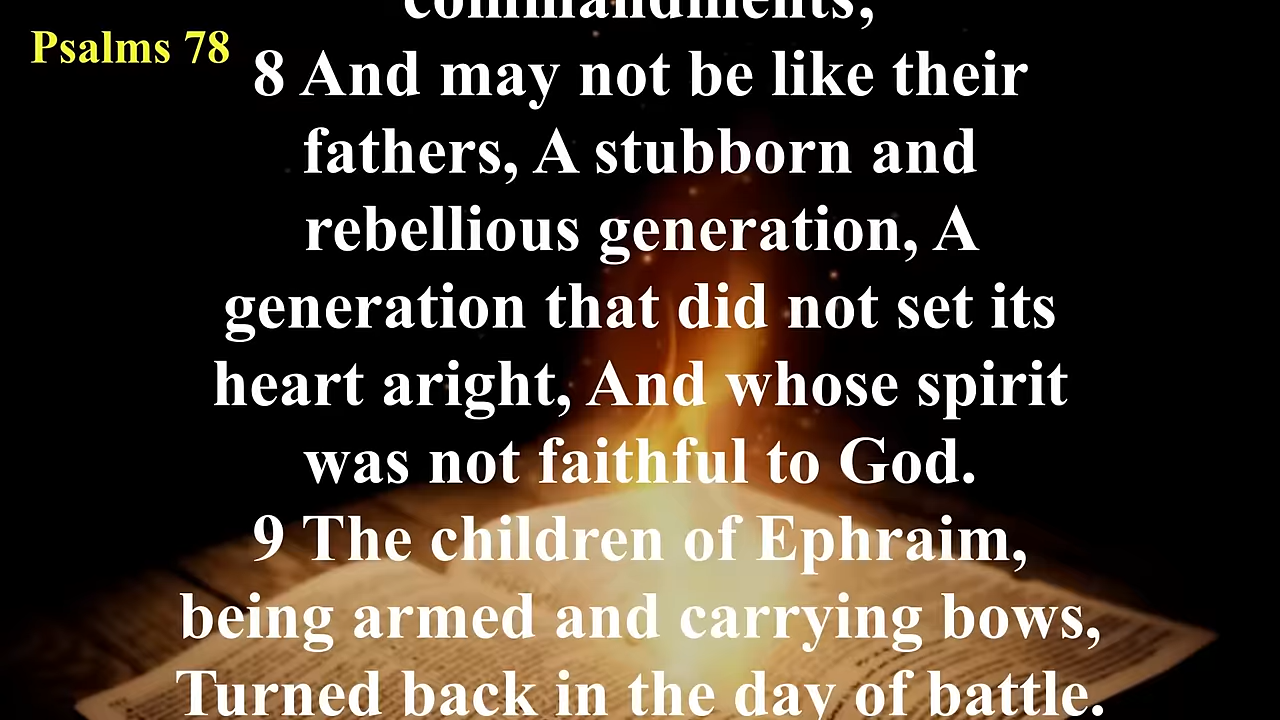 commandments;
Psalms 78
8 And may not be like their
fathers, A stubborn and
rebellious generation, A
generation that did not set its
heart aright, And whose spirit
was not faithful to God.
9 The children of Ephraim,
being armed and carrying bows,
Turned back in the day of battle.